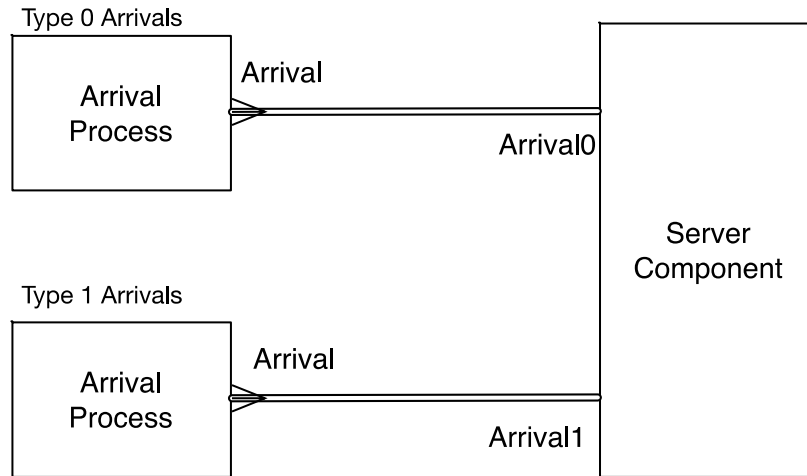 Type 0 Arrivals
Arrival
Process
Arrival
Arrival0
Server
Component
Type 1 Arrivals
Arrival
Process
Arrival
Arrival1